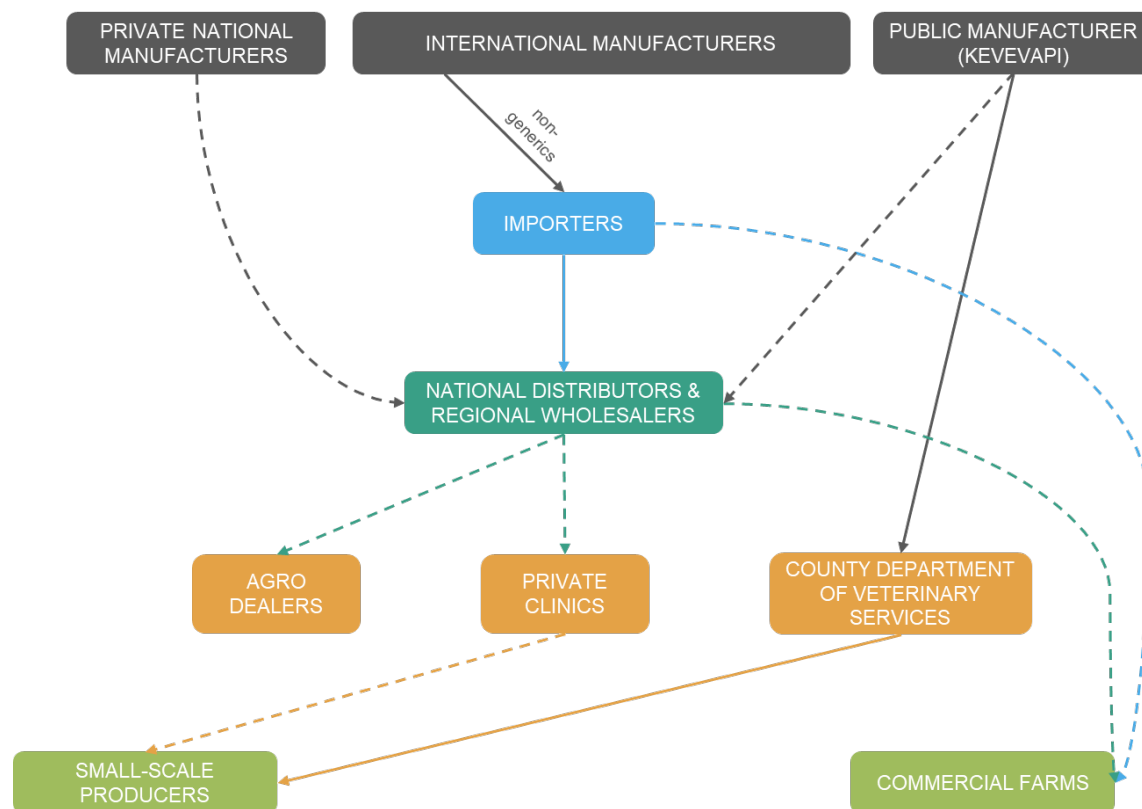 PRIVATE NATIONAL
MANUFACTURERS
INTERNATIONAL MANUFACTURERS
PUBLIC MANUFACTURER
(KEVEVAPI)
non-
generics
IMPORTERS
NATIONAL DISTRIBUTORS &
REGIONAL WHOLESALERS
AGRO
DEALERS
PRIVATE
CLINICS
COUNTY DEPARTMENT
OF VETERINARY
SERVICES
SMALL-SCALE
PRODUCERS
COMMERCIAL FARMS